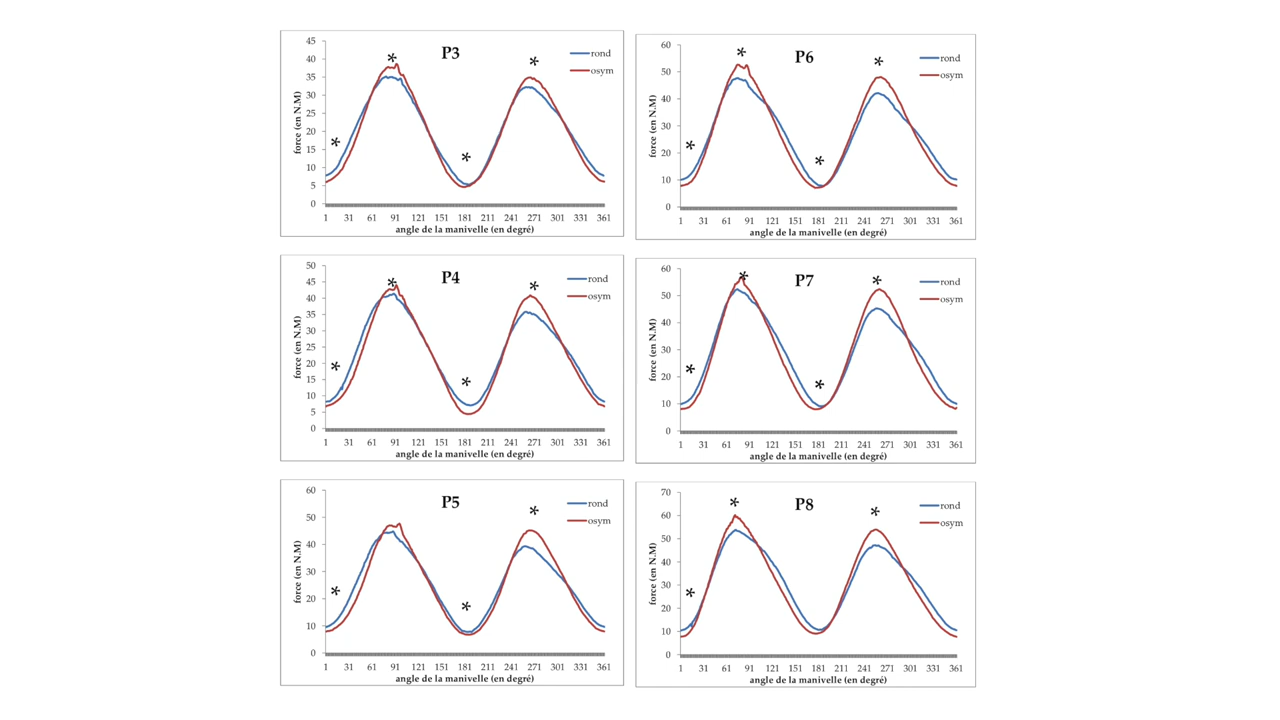 P3
45
40
35
30
25
20
15
10
5
0
force (en N.M)
* * * *
rond
osym
1 31 61 91 121 151 181 211 241 271 301 331 361
angle de la manivelle (en degré)
P6
60
50
40
30
20
10
0
force (en N.M)
* * * *
rond
osym
1 31 61 91 121 151 181 211 241 271 301 331 361
angle de la manivelle (en degré)
P4
50
45
40
35
30
25
20
15
10
5
0
force (en N.M)
* * * *
rond
osym
1 31 61 91 121 151 181 211 241 271 301 331 361
angle de la manivelle (en degré)
P7
60
50
40
30
20
10
0
force (en N.M)
* * * *
rond
osym
1 31 61 91 121 151 181 211 241 271 301 331 361
angle de la manivelle (en degré)
P5
60
50
40
30
20
10
0
force (en N.M)
* * *
rond
osym
1 31 61 91 121 151 181 211 241 271 301 331 361
angle de la manivelle (en degré)
P8
70
60
50
40
30
20
10
0
force (en N.M)
* * *
rond
osym
1 31 61 91 121 151 181 211 241 271 301 331 361
angle de la manivelle (en degré)